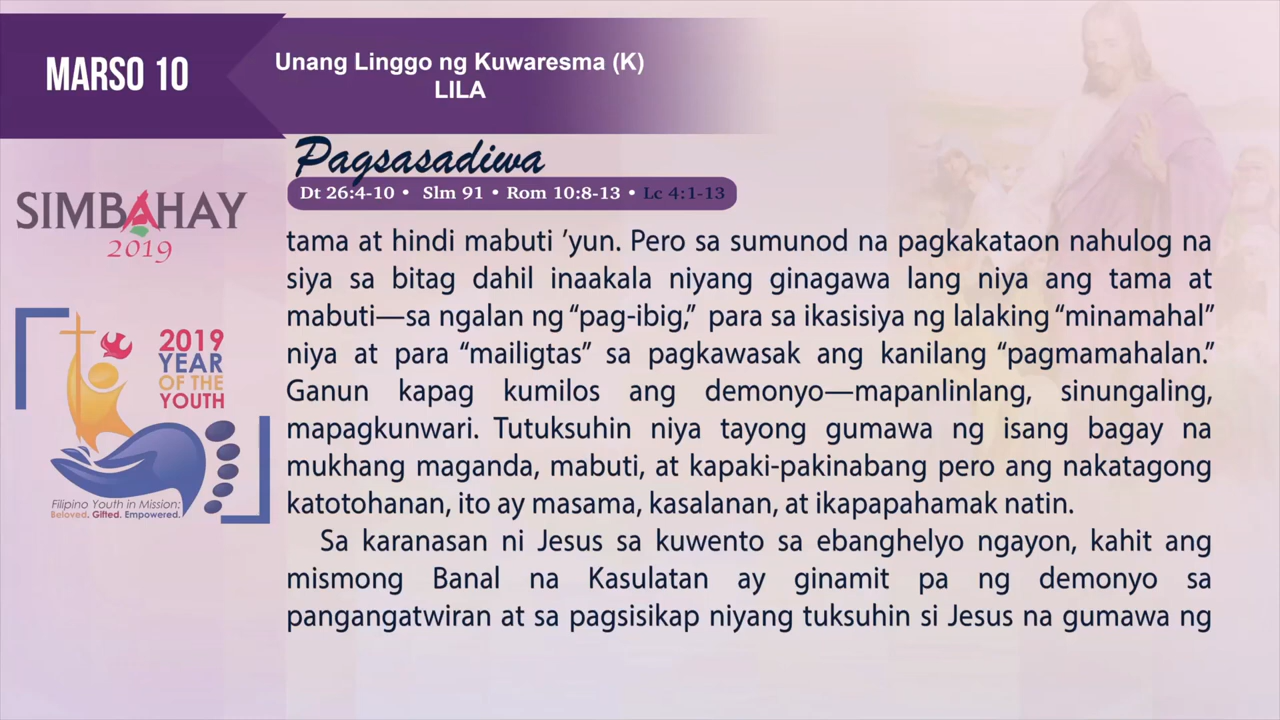 MARSO 10
Unang Linggo ng Kuwaresma (K)
LILA
Pagsasadiwa
Dt 26:4-10 • Slm 91 • Rom 10:8-13 • Lc 4:1-13
SIMBAHAY
2019
2019
YEAR
OF THE
YOUTH
Filipino Youth in Mission:
Beloved. Gifted. Empowered.
tama at hindi mabuti ’yun. Pero sa sumunod na pagkakataon nahulog na
siya sa bitag dahil inaakala niyang ginagawa lang niya ang tama at
mabuti—sa ngalan ng “pag-ibig,” para sa ikasisiya ng lalaking “minamahal”
niya at para “mailigtas” sa pagkawasak ang kanilang “pagmamahalan.”
Ganun kapag kumilos ang demonyo—mapanlinlang, sinungaling,
mapagkunwari. Tutuksuhin niya tayong gumawa ng isang bagay na
mukhang maganda, mabuti, at kapaki-pakinabang pero ang nakatagong
katotohanan, ito ay masama, kasalanan, at ikapapahamak natin.
Sa karanasan ni Jesus sa kuwento sa ebanghelyo ngayon, kahit ang
mismong Banal na Kasulatan ay ginamit pa ng demonyo sa
pangangatwiran at sa pagsisikap niyang tuksuhin si Jesus na gumawa ng